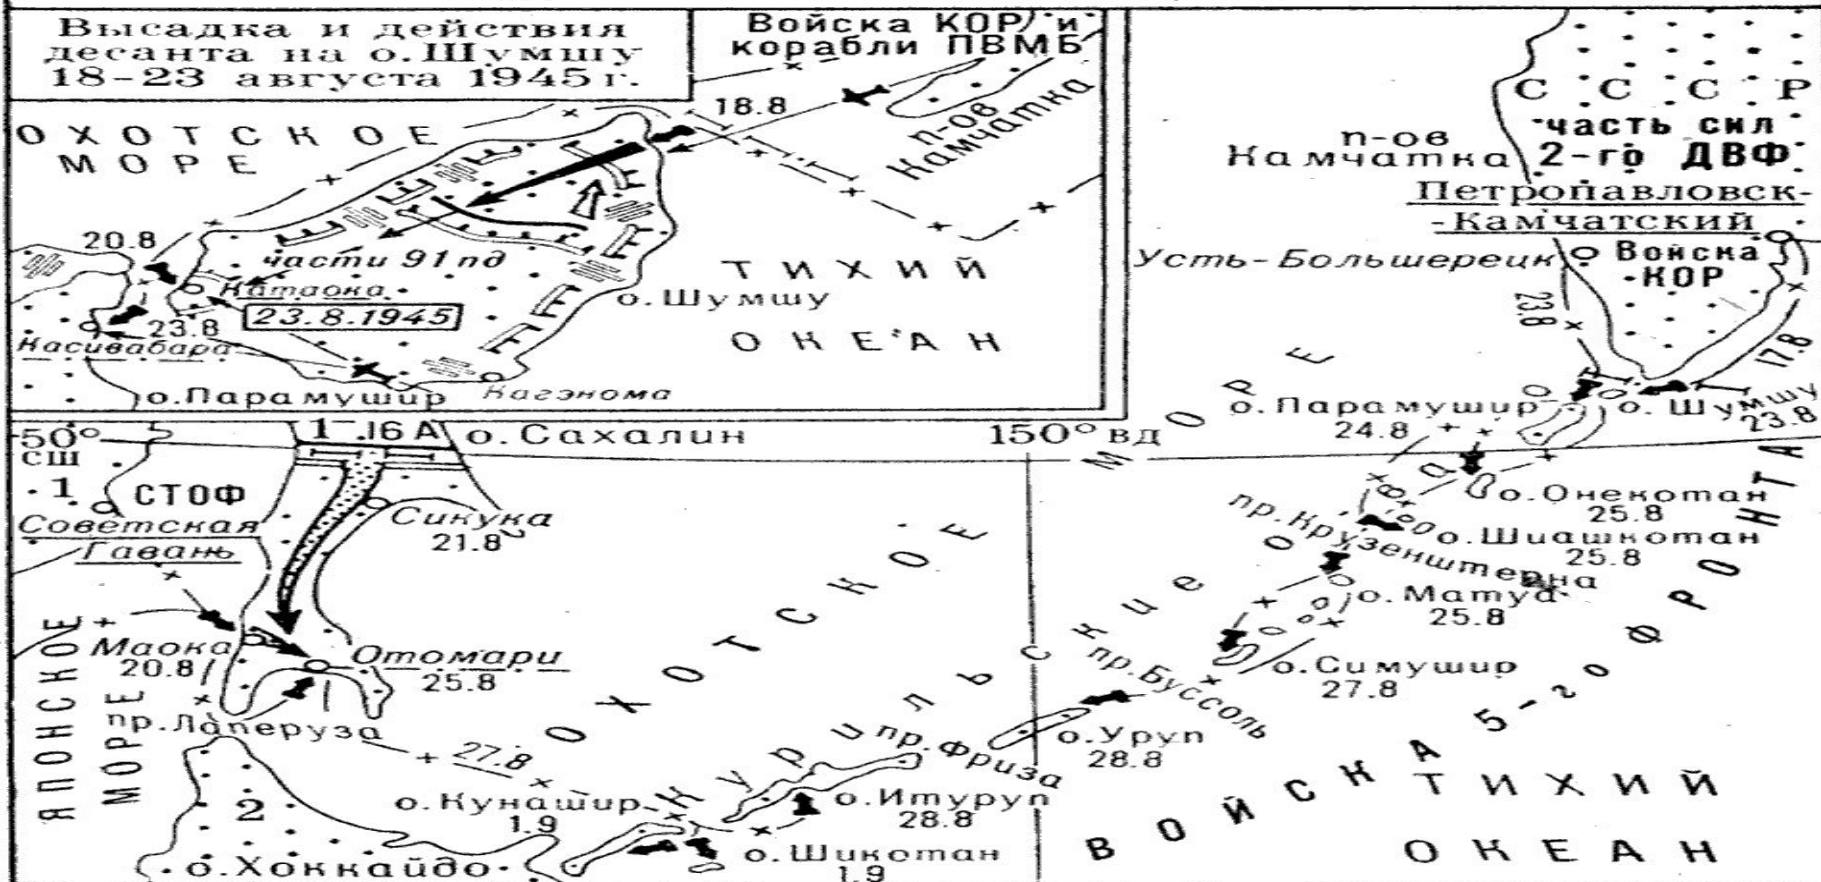 Высадка и действия
десанта на о.Шумшу
18-23 августа 1945г.
Войска КОР и
корабли ПВМБ
18.8
п-ов
Камчатка
ОХОТСКОЕ
МОРЕ
20.8
части 91 пд
Катаока
23.8.1945
23.8
Касивабара
о.Парамушир
Кагэнома
о.Шумшу
ТИХИЙ
ОКЕАН
СССР
часть сил
2-го ДВФ
п-ов
Камчатка
Петропавловск-
-Камчатский
Усть-Большерецк
Войска
КОР
23.8
17.8
о. Парамушир
24.8
о. Шумшу
23.8
50°
сш
1
СТОФ
Советская
Гавань
1-.16 А
о.Сахалин
150° вд
Сикука
21.8
Маока
20.8
Отомари
25.8
пр.Лаперуза
27.8
ЯПОНСКОЕ
МОРЕ
2
о.Хоккайдо
ОХОТСКОЕ
МОРЕ
Курильские о-ва
о.Онекотан
25.8
о.Шиашкотан
25.8
пр.Крузенштерна
о.Матуа
25.8
о.Симушир
27.8
пр.Буссоль
о.Уруп
28.8
пр.Фриза
о.Итуруп
28.8
о.Кунашир
1.9
о.Шикотан
1.9
ВОЙСКА 5-го ФРОНТА
ТИХИЙ
ОКЕАН